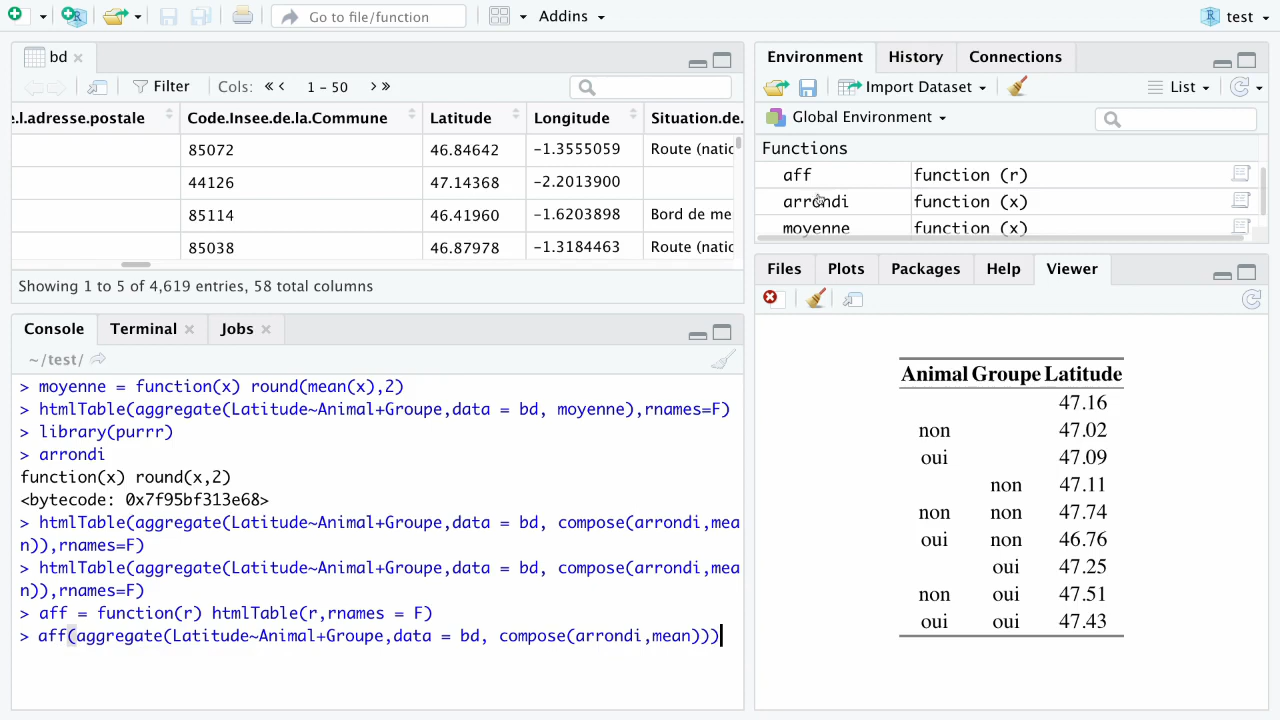 Go to file/function
Addins
test
bd
Filter
Cols:
1 - 50
e.l.adresse.postale Code.Insee.de.la.Commune Latitude Longitude Situation.de.
85072 46.84642 -1.3555059 Route (natic
44126 47.14368 -2.2013900
85114 46.41960 -1.6203898 Bord de me
85038 46.87978 -1.3184463 Route (natic
Showing 1 to 5 of 4,619 entries, 58 total columns
Console Terminal Jobs
~/test/
> moyenne = function(x) round(mean(x),2)
> htmlTable(aggregate(Latitude~Animal+Groupe,data = bd, moyenne),rnames=F)
> library(purrr)
> arrondi
function(x) round(x,2)
<bytecode: 0x7f95bf313e68>
> htmlTable(aggregate(Latitude~Animal+Groupe,data = bd, compose(arrondi,mea
n)),rnames=F)
> htmlTable(aggregate(Latitude~Animal+Groupe,data = bd, compose(arrondi,mea
n)),rnames=F)
> aff = function(r) htmlTable(r,rnames = F)
> aff(aggregate(Latitude~Animal+Groupe,data = bd, compose(arrondi,mean)))
Environment History Connections
Import Dataset
List
Global Environment
Functions
aff function (r)
arrondi function (x)
moyenne function (x)
Files Plots Packages Help Viewer
Animal Groupe Latitude
47.16
non 47.02
oui 47.09
non 47.11
non non 47.74
oui non 46.76
oui 47.25
non oui 47.51
oui oui 47.43